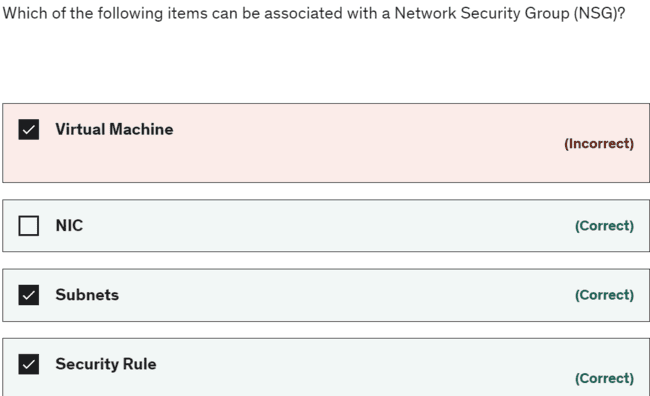 Which of the following items can be associated with a Network Security Group (NSG)?
Virtual Machine
(Incorrect)
NIC
(Correct)
Subnets
(Correct)
Security Rule
(Correct)